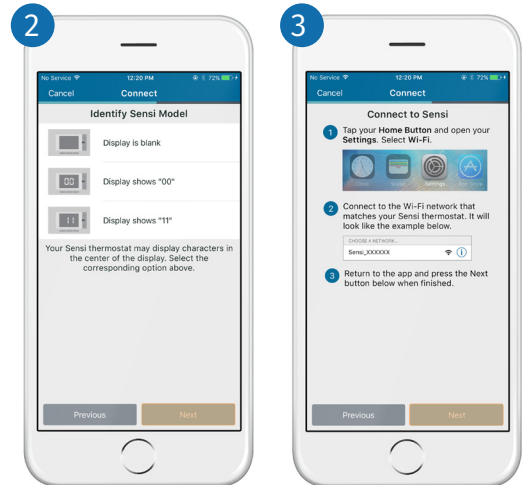 2
No Service 12:20 PM 72%
Cancel Connect
Identify Sensi Model
Display is blank
00 Display shows "00"
11 Display shows "11"
Your Sensi thermostat may display characters in
the center of the display. Select the
corresponding option above.
Previous Next
3
No Service 12:20 PM 72%
Cancel Connect
Connect to Sensi
1 Tap your Home Button and open your
Settings. Select Wi-Fi.
Clock Wallet Settings App Store
2 Connect to the Wi-Fi network that
matches your Sensi thermostat. It will
look like the example below.
CHOOSE A NETWORK...
Sensi_XXXXXX
3 Return to the app and press the Next
button below when finished.
Previous Next